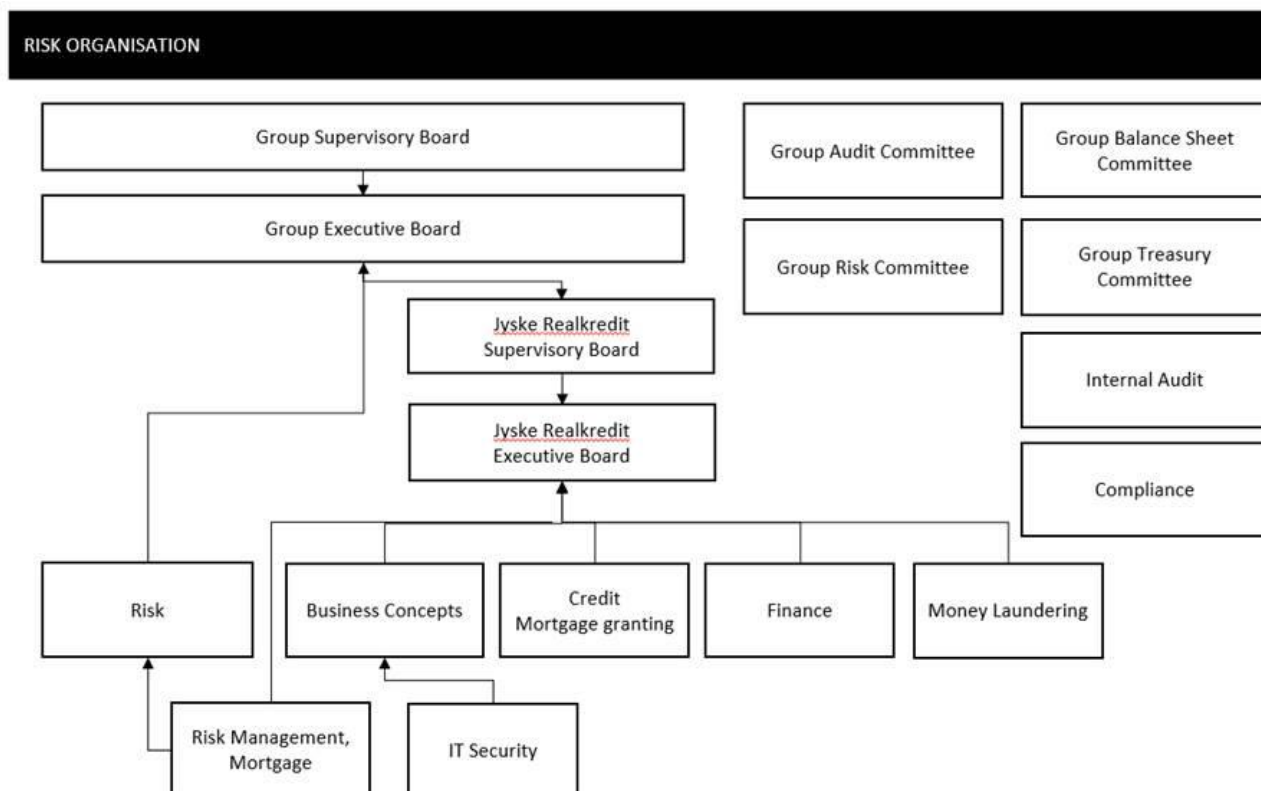 RISK ORGANISATION
Group Supervisory Board
Group Executive Board
Group Audit Committee
Group Balance Sheet
Committee
Group Risk Committee
Group Treasury
Committee
Jyske Realkredit
Supervisory Board
Jyske Realkredit
Executive Board
Internal Audit
Compliance
Risk
Business Concepts
Credit
Mortgage granting
Finance
Money Laundering
Risk Management,
Mortgage
IT Security